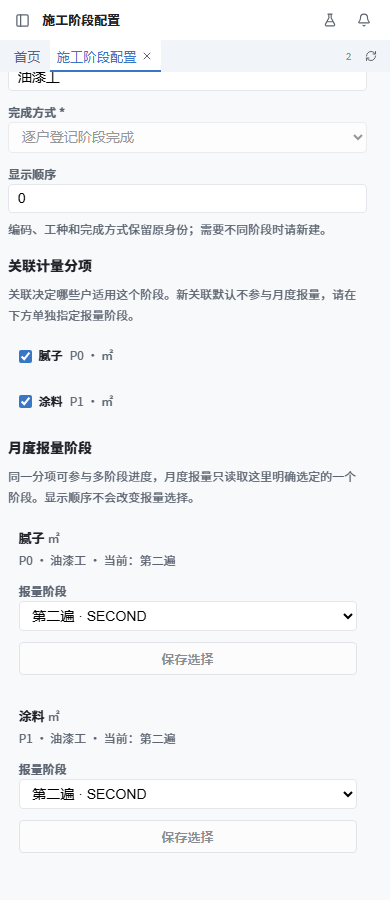 施工阶段配置
首页 施工阶段配置 × 2
油漆工
完成方式 *
逐户登记阶段完成
显示顺序
0
编码、工种和完成方式保留原身份；需要不同阶段时请新建。
关联计量分项
关联决定哪些户适用这个阶段。新关联默认不参与月度报量，请在
下方单独指定报量阶段。
腻子 P0 · ㎡
涂料 P1 · ㎡
月度报量阶段
同一分项可参与多阶段进度，月度报量只读取这里明确选定的一个
阶段。显示顺序不会改变报量选择。
腻子 ㎡
P0 · 油漆工 · 当前：第二遍
报量阶段
第二遍 · SECOND
保存选择
涂料 ㎡
P1 · 油漆工 · 当前：第二遍
报量阶段
第二遍 · SECOND
保存选择